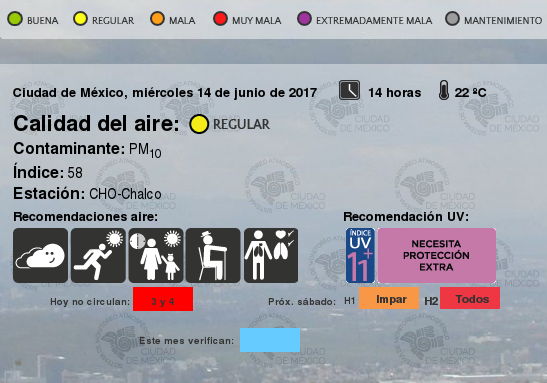 BUENA REGULAR MALA MUY MALA EXTREMADAMENTE MALA MANTENIMIENTO
Ciudad de México, miércoles 14 de junio de 2017 14 horas 22 ºC
Calidad del aire: REGULAR
Contaminante: PM10
Índice: 58
Estación: CHO-Chalco
Recomendaciones aire:
Recomendación UV:
ÍNDICE
UV
11+
NECESITA
PROTECCIÓN
EXTRA
Hoy no circulan: 3 y 4
Próx. sábado: H1 Impar H2 Todos
Este mes verifican: